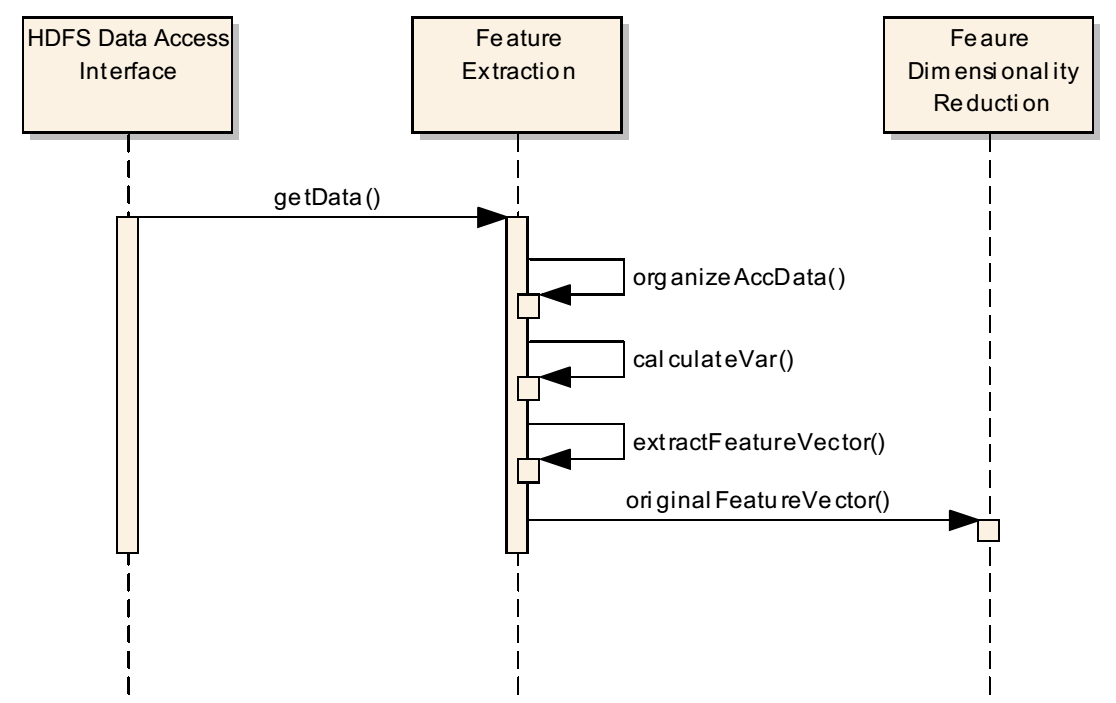 HDFS Data Access
Interface
Feature
Extraction
Feaure
Dimensionality
Reduction
getData()
organizeAccData()
calculateVar()
extractFeatureVector()
originalFeatureVector()